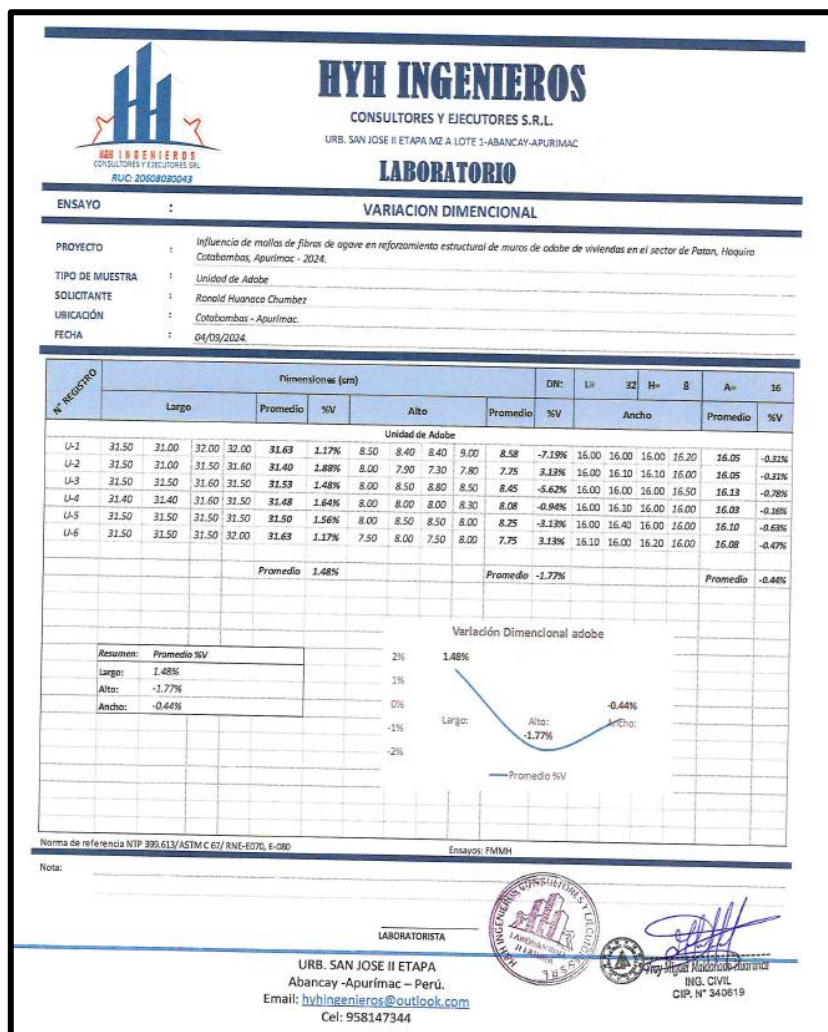 HYH INGENIEROS
CONSULTORES Y EJECUTORES S.R.L.
URB. SAN JOSE II ETAPA MZ A LOTE 1-ABANCAY-APURIMAC
LABORATORIO
H&H INGENIEROS
CONSULTORES Y EJECUTORES SRL
RUC: 20608030043
ENSAYO : VARIACION DIMENCIONAL
PROYECTO : Influencia de mallas de fibras de agave en reforzamiento estructural de muros de adobe de viviendas en el sector de Patan, Haquira
Cotabambas, Apurímac - 2024.
TIPO DE MUESTRA : Unidad de Adobe
SOLICITANTE : Ronald Huanaco Chumbez
UBICACIÓN : Cotabambas - Apurímac.
FECHA : 04/09/2024.
N° REGISTRO Dimensiones (cm) DN: L= 32 H= 8 A= 16
Largo Promedio %V Alto Promedio %V Ancho Promedio %V
Unidad de Adobe
U-1 31.50 31.00 32.00 32.00 31.63 1.17% 8.50 8.40 8.40 9.00 8.58 -7.19% 16.00 16.00 16.00 16.20 16.05 -0.31%
U-2 31.50 31.00 31.50 31.60 31.40 1.88% 8.00 7.90 7.30 7.80 7.75 3.13% 16.00 16.10 16.10 16.00 16.05 -0.31%
U-3 31.50 31.50 31.60 31.50 31.53 1.48% 8.00 8.50 8.80 8.50 8.45 -5.62% 16.00 16.00 16.00 16.50 16.13 -0.78%
U-4 31.40 31.40 31.60 31.50 31.48 1.64% 8.00 8.00 8.00 8.30 8.08 -0.94% 16.00 16.10 16.00 16.00 16.03 -0.16%
U-5 31.50 31.50 31.50 31.50 31.50 1.56% 8.00 8.50 8.50 8.00 8.25 -3.13% 16.00 16.40 16.00 16.00 16.10 -0.63%
U-6 31.50 31.50 31.50 32.00 31.63 1.17% 7.50 8.00 7.50 8.00 7.75 3.13% 16.10 16.00 16.20 16.00 16.08 -0.47%
Promedio 1.48% Promedio -1.77% Promedio -0.44%
Variación Dimencional adobe
Resumen: Promedio %V
Largo: 1.48%
Alto: -1.77%
Ancho: -0.44%
2%
1%
0%
-1%
-2%
1.48%
-1.77%
-0.44%
Largo: Alto: Ancho:
Promedio %V
Norma de referencia NTP 399.613/ASTM C 67/ RNE-E070, E-080 Ensayos: FMMH
Nota:
LABORATORISTA
H&H INGENIEROS CONSULTORES Y EJECUTORES SRL
LABORATORIO
Maldonado Huaranca
ING. CIVIL
CIP. N° 340619
URB. SAN JOSE II ETAPA
Abancay -Apurímac – Perú.
Email: hyhingenieros@outlook.com
Cel: 958147344